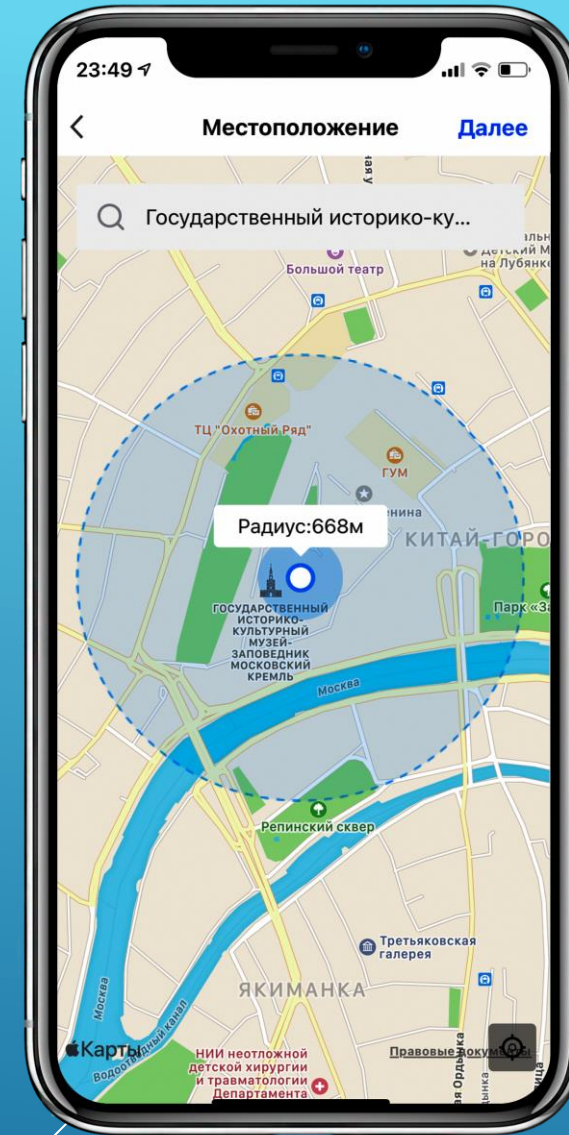 23:49
Местоположение
Далее
Государственный историко-ку...
на Лубянке
Большой театр
ТЦ "Охотный Ряд"
ГУМ
Радиус:668м
КИТАЙ-ГОРО
Парк «За
ГОСУДАРСТВЕННЫЙ
ИСТОРИКО-
КУЛЬТУРНЫЙ
МУЗЕЙ-
ЗАПОВЕДНИК
МОСКОВСКИЙ
КРЕМЛЬ
Москва
Репинский сквер
Третьяковская
галерея
ЯКИМАНКА
Москва
Водоотводный канал
Карты
НИИ неотложной
детской хирургии
и травматологии
Департамента
Правовые документы